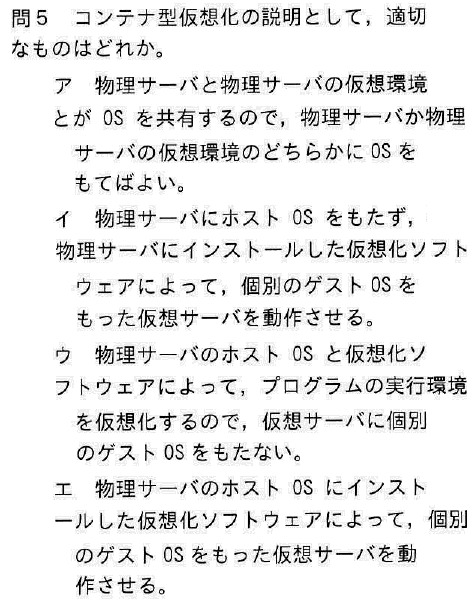 問5 コンテナ型仮想化の説明として，適切
なものはどれか。
ア 物理サーバと物理サーバの仮想環境
とが OS を共有するので，物理サーバか物理
サーバの仮想環境のどちらかに OS を
もてばよい。
イ 物理サーバにホスト OS をもたず，
物理サーバにインストールした仮想化ソフト
ウェアによって，個別のゲスト OS を
もった仮想サーバを動作させる。
ウ 物理サーバのホスト OS と仮想化ソ
フトウェアによって，プログラムの実行環境
を仮想化するので，仮想サーバに個別
のゲスト OS をもたない。
エ 物理サーバのホスト OS にインスト
ールした仮想化ソフトウェアによって，個別
のゲスト OS をもった仮想サーバを動
作させる。